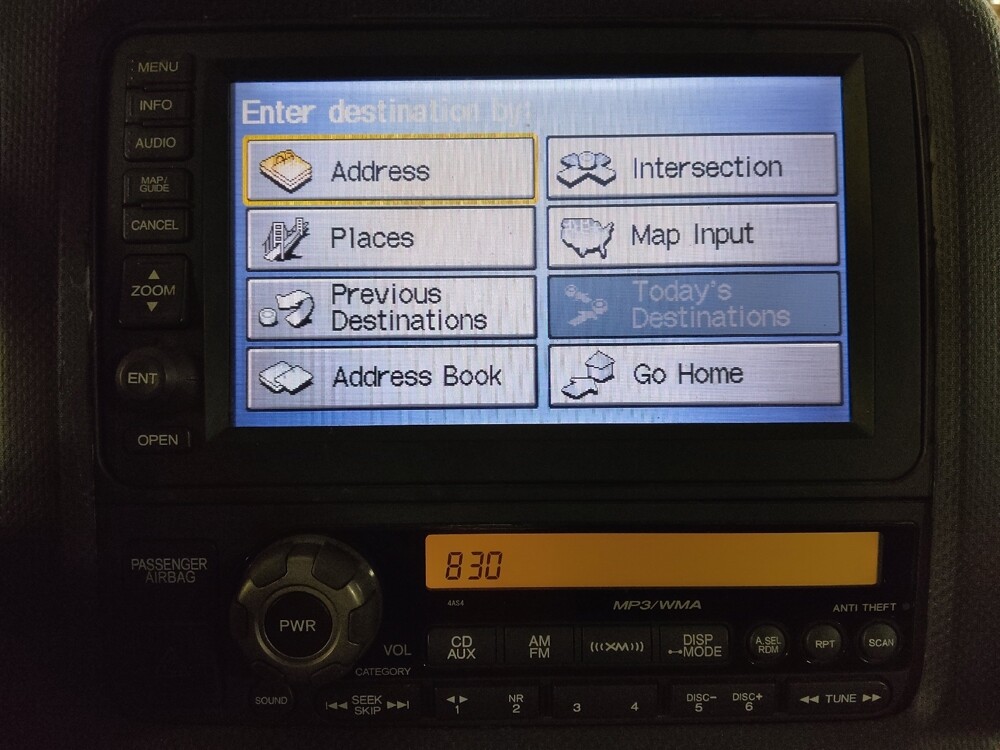 MENU
INFO
AUDIO
MAP/
GUIDE
CANCEL
ZOOM
ENT
OPEN
Enter destination by:
Address
Intersection
Places
Map Input
Previous
Destinations
Today's
Destinations
Address Book
Go Home
PASSENGER
AIRBAG
830
4AS4
MP3/WMA
ANTI THEFT
PWR
VOL
CATEGORY
SOUND
CD
AUX
AM
FM
(((XM)))
DISP
MODE
A.SEL
RDM
RPT
SCAN
SEEK
SKIP
1
NR
2
3
4
DISC-
5
DISC+
6
TUNE